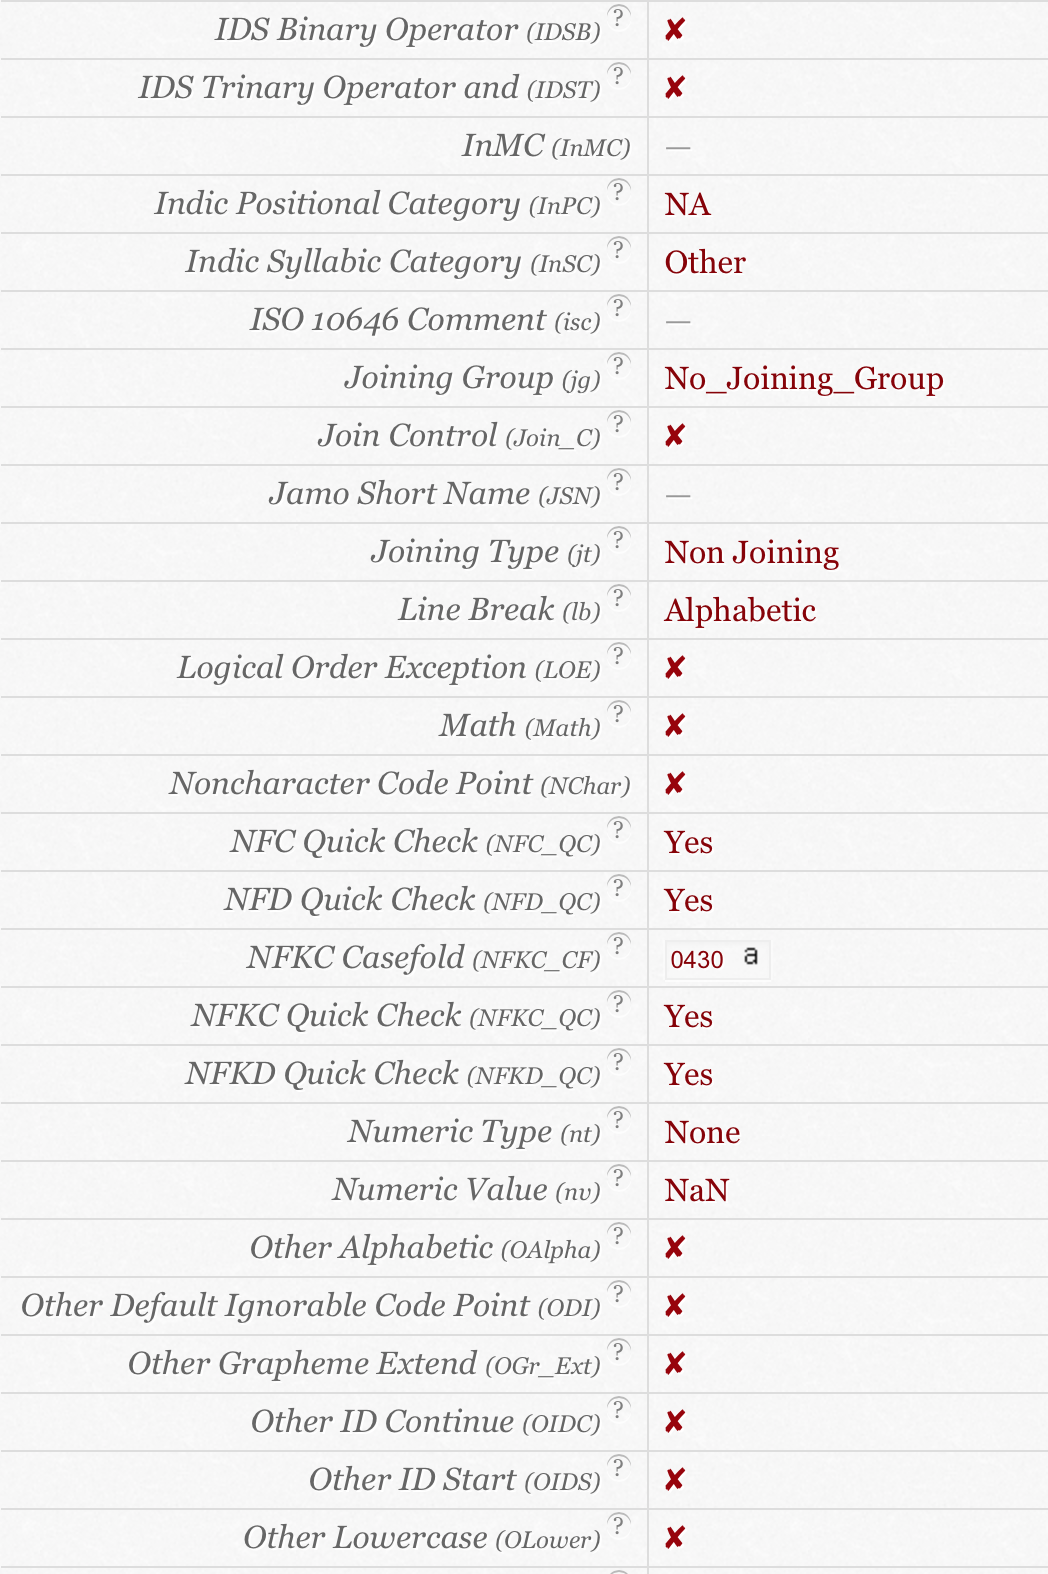 IDS Binary Operator (IDSB) ? ✘
IDS Trinary Operator and (IDST) ? ✘
InMC (InMC) —
Indic Positional Category (InPC) ? NA
Indic Syllabic Category (InSC) ? Other
ISO 10646 Comment (isc) ? —
Joining Group (jg) ? No_Joining_Group
Join Control (Join_C) ? ✘
Jamo Short Name (JSN) ? —
Joining Type (jt) ? Non Joining
Line Break (lb) ? Alphabetic
Logical Order Exception (LOE) ? ✘
Math (Math) ? ✘
Noncharacter Code Point (NChar) ✘
NFC Quick Check (NFC_QC) ? Yes
NFD Quick Check (NFD_QC) ? Yes
NFKC Casefold (NFKC_CF) ? 0430 а
NFKC Quick Check (NFKC_QC) ? Yes
NFKD Quick Check (NFKD_QC) ? Yes
Numeric Type (nt) ? None
Numeric Value (nv) ? NaN
Other Alphabetic (OAlpha) ? ✘
Other Default Ignorable Code Point (ODI) ? ✘
Other Grapheme Extend (OGr_Ext) ? ✘
Other ID Continue (OIDC) ? ✘
Other ID Start (OIDS) ? ✘
Other Lowercase (OLower) ? ✘